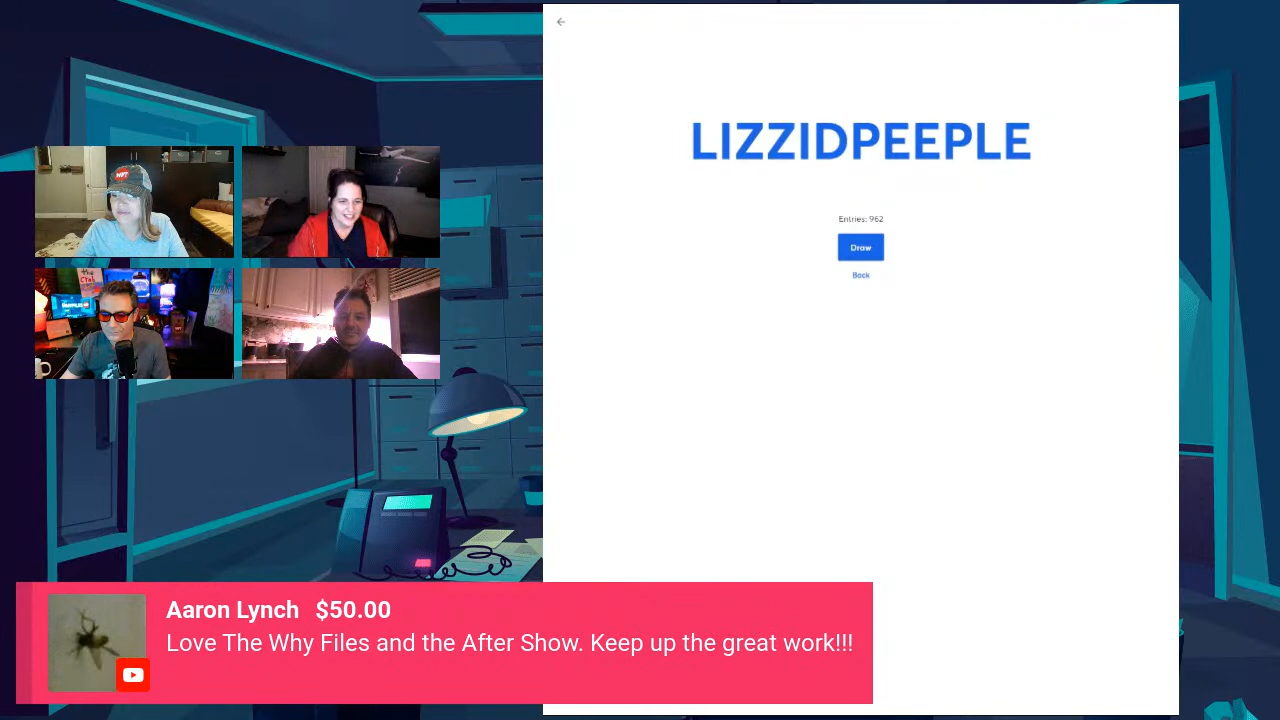 LIZZIDPEEPLE
Entries: 962
Draw
Back
the
Aaron Lynch $50.00
Love The Why Files and the After Show. Keep up the great work!!!